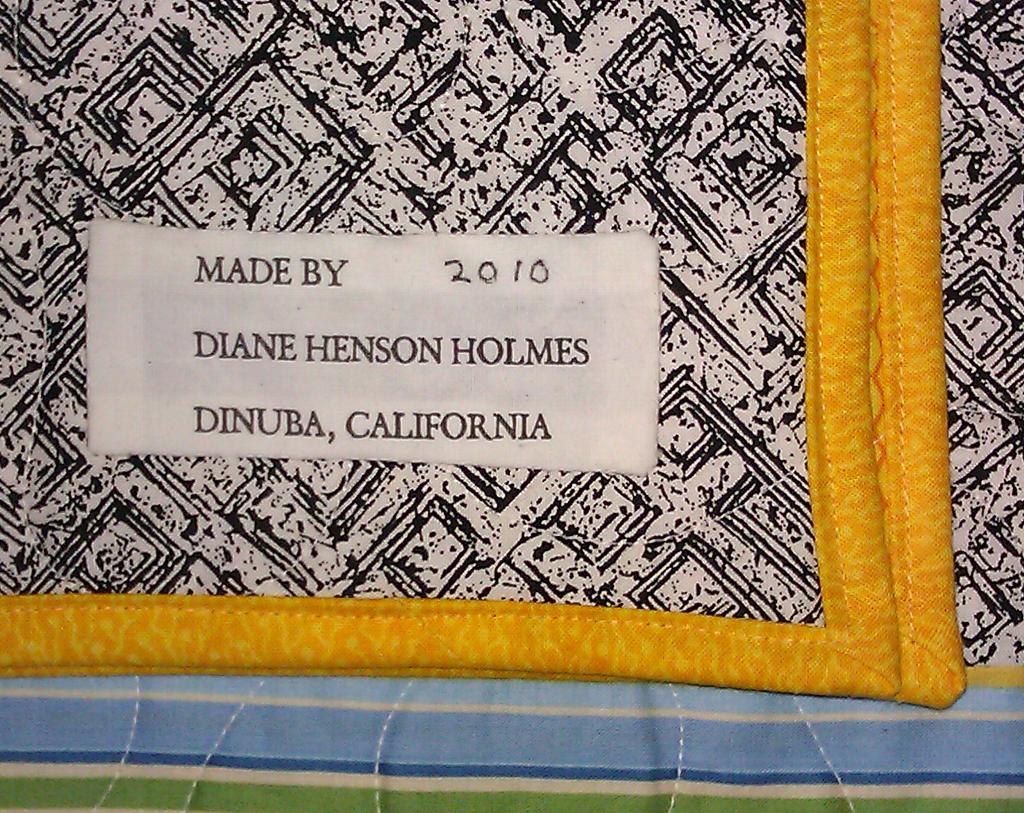 MADE BY 2010
DIANE HENSON HOLMES
DINUBA, CALIFORNIA